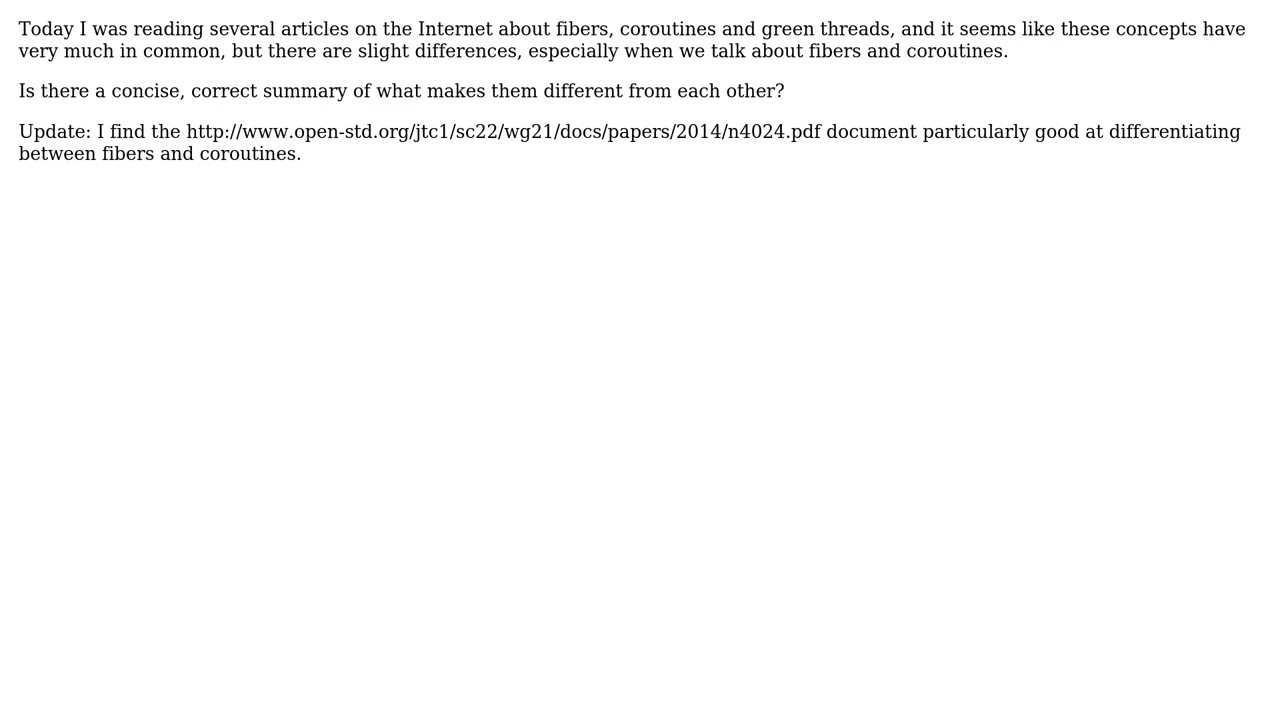 Today I was reading several articles on the Internet about fibers, coroutines and green threads, and it seems like these concepts have
very much in common, but there are slight differences, especially when we talk about fibers and coroutines.
Is there a concise, correct summary of what makes them different from each other?
Update: I find the http://www.open-std.org/jtc1/sc22/wg21/docs/papers/2014/n4024.pdf document particularly good at differentiating
between fibers and coroutines.